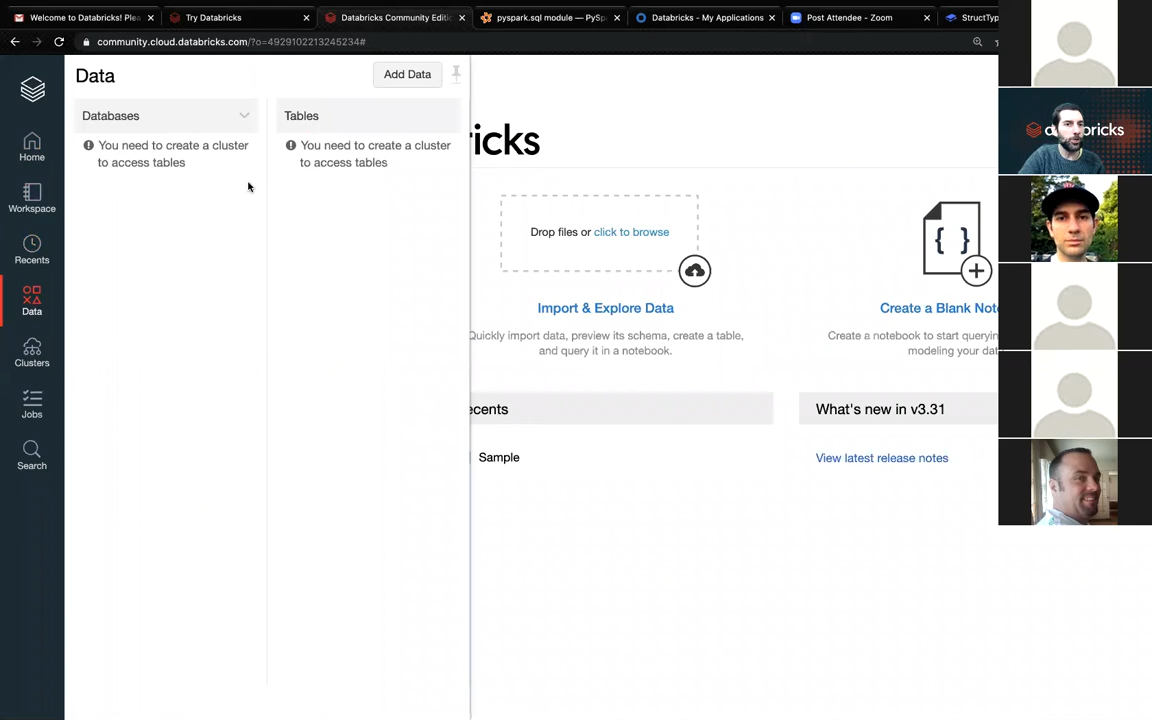 Welcome to Databricks! Plea
Try Databricks
Databricks Community Editi
pyspark.sql module — PySp
Databricks - My Applications
Post Attendee - Zoom
StructTyp
community.cloud.databricks.com/?o=4929102213245234#
Data
Add Data
Databases
Tables
You need to create a cluster
to access tables
You need to create a cluster
to access tables
ricks
Drop files or click to browse
Import & Explore Data
Quickly import data, preview its schema, create a table,
and query it in a notebook.
Create a Blank Note
Create a notebook to start querying
modeling your dat
ecents
Sample
What's new in v3.31
View latest release notes
Home
Workspace
Recents
Data
Clusters
Jobs
Search